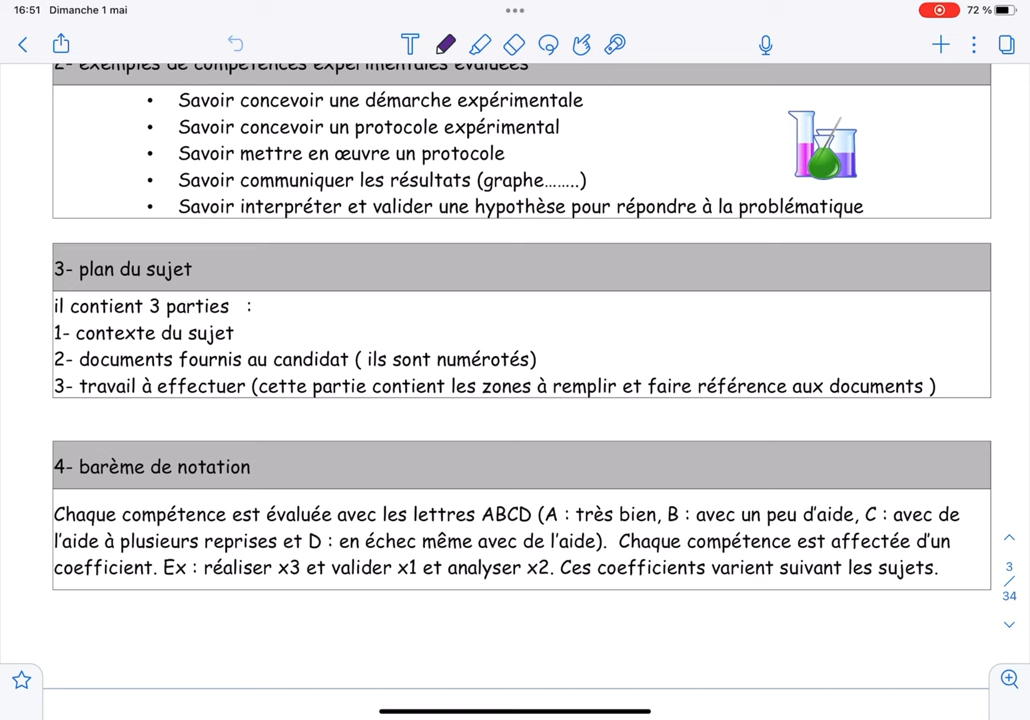 16:51 Dimanche 1 mai
72 %
2- exemples de compétences expérimentales évaluées
• Savoir concevoir une démarche expérimentale
• Savoir concevoir un protocole expérimental
• Savoir mettre en œuvre un protocole
• Savoir communiquer les résultats (graphe........)
• Savoir interpréter et valider une hypothèse pour répondre à la problématique
3- plan du sujet
il contient 3 parties :
1- contexte du sujet
2- documents fournis au candidat ( ils sont numérotés)
3- travail à effectuer (cette partie contient les zones à remplir et faire référence aux documents )
4- barème de notation
Chaque compétence est évaluée avec les lettres ABCD (A : très bien, B : avec un peu d'aide, C : avec de
l'aide à plusieurs reprises et D : en échec même avec de l'aide). Chaque compétence est affectée d'un
coefficient. Ex : réaliser x3 et valider x1 et analyser x2. Ces coefficients varient suivant les sujets.
3
/
34